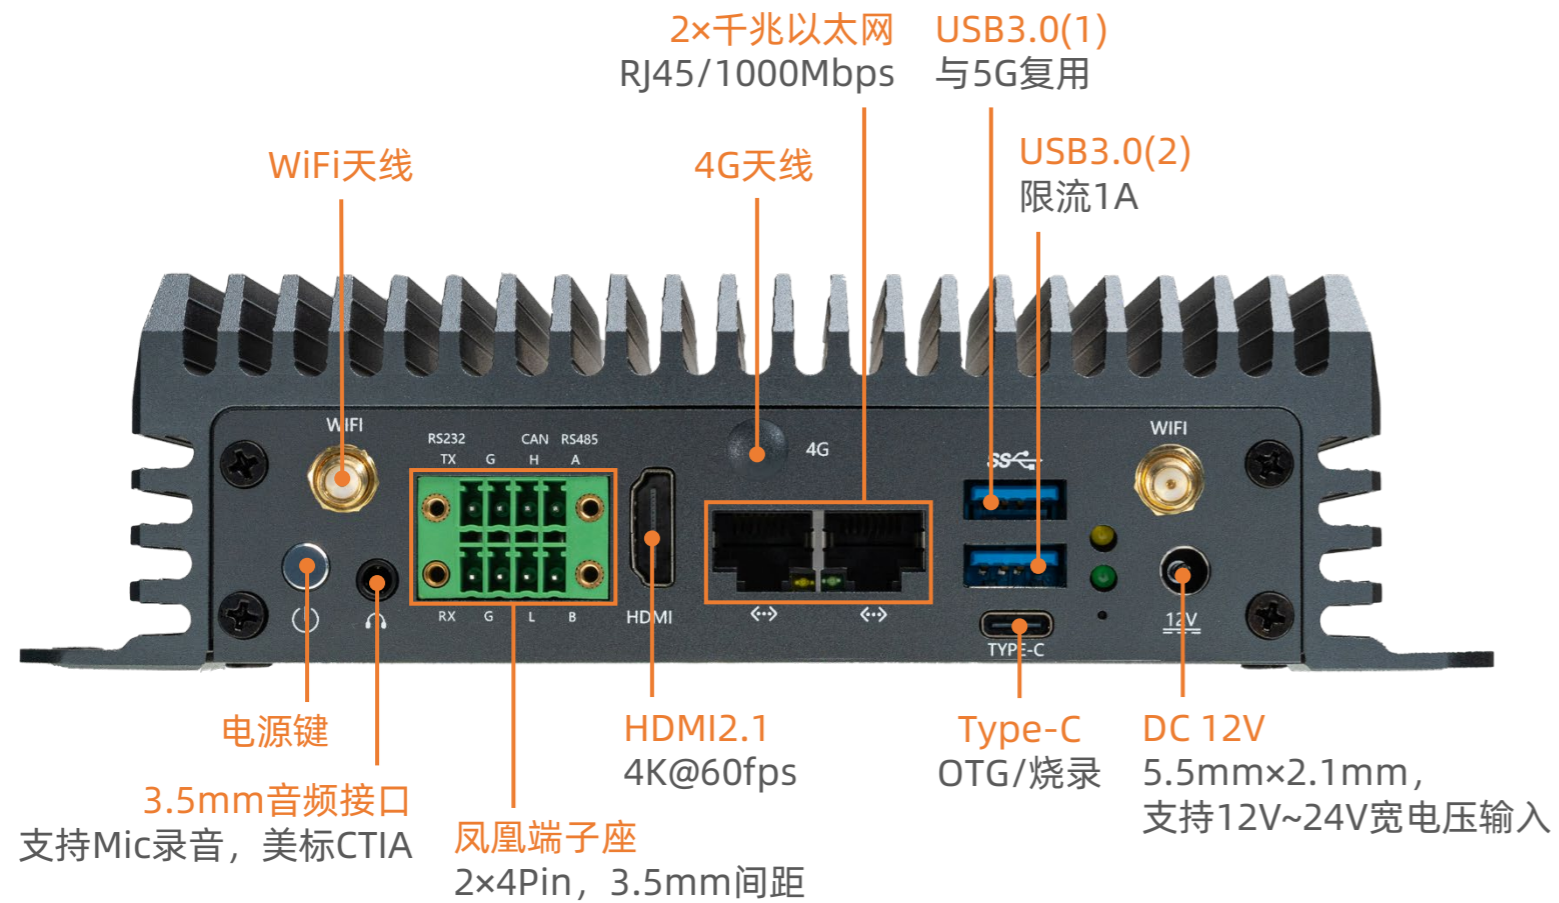 2×千兆以太网
RJ45/1000Mbps
USB3.0(1)
与5G复用
USB3.0(2)
限流1A
WiFi天线
4G天线
WIFI
RS232
CAN
RS485
TX
G
H
A
4G
SS
WIFI
RX
G
L
B
HDMI
TYPE-C
12V
电源键
3.5mm音频接口
支持Mic录音，美标CTIA
凤凰端子座
2×4Pin，3.5mm间距
HDMI2.1
4K@60fps
Type-C
OTG/烧录
DC 12V
5.5mm×2.1mm，
支持12V~24V宽电压输入